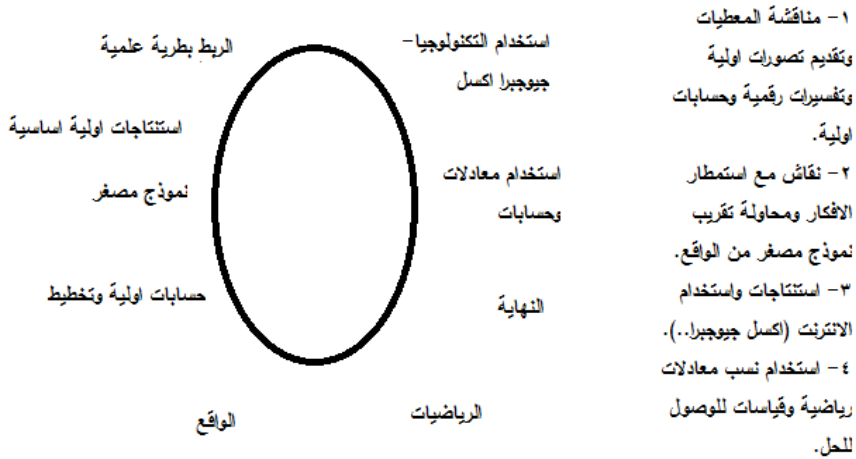 الربط بطرية علمية
استنتاجات اولية اساسية
نموذج مصغر
حسابات اولية وتخطيط
الواقع
استخدام التكنولوجيا-
جيوجبرا اكسل
استخدام معادلات
وحسابات
النهاية
الرياضيات
١- مناقشة المعطيات
وتقديم تصورات اولية
وتفسيرات رقمية وحسابات
اولية.
٢- نقاش مع استمطار
الافكار ومحاولة تقريب
نموذج مصغر من الواقع.
٣- استنتاجات واستخدام
الانترنت (اكسل جيوجبرا..).
٤- استخدام نسب معادلات
رياضية وقياسات للوصول
للحل.